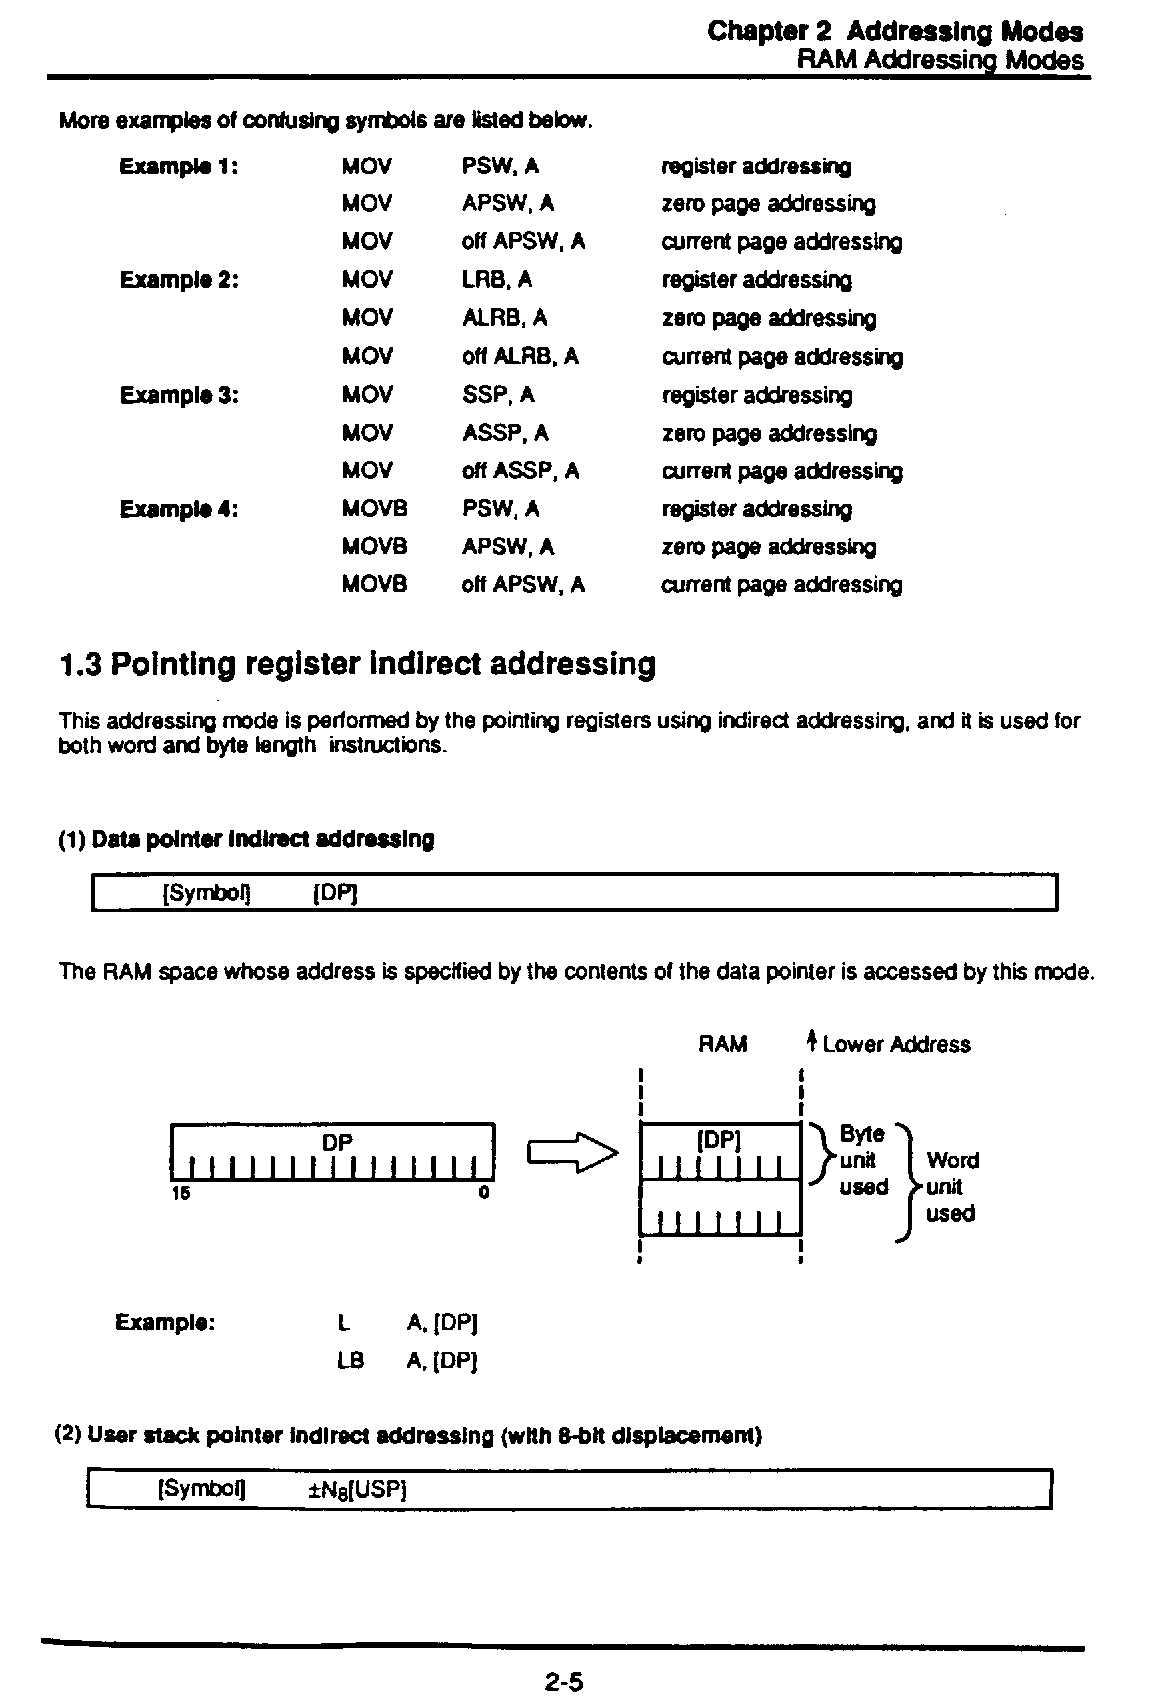 Chapter 2 Addressing Modes
RAM Addressing Modes
More examples of confusing symbols are listed below.
Example 1: MOV PSW, A register addressing
MOV APSW, A zero page addressing
MOV off APSW, A current page addressing
Example 2: MOV LRB, A register addressing
MOV ALRB, A zero page addressing
MOV off ALRB, A current page addressing
Example 3: MOV SSP, A register addressing
MOV ASSP, A zero page addressing
MOV off ASSP, A current page addressing
Example 4: MOVB PSW, A register addressing
MOVB APSW, A zero page addressing
MOVB off APSW, A current page addressing
1.3 Pointing register indirect addressing
This addressing mode is performed by the pointing registers using indirect addressing, and it is used for
both word and byte length instructions.
(1) Data pointer indirect addressing
[Symbol] [DP]
The RAM space whose address is specified by the contents of the data pointer is accessed by this mode.
RAM Lower Address
DP
15 0
[DP]
Byte
unit
used
Word
unit
used
Example: L A, [DP]
LB A, [DP]
(2) User stack pointer indirect addressing (with 8-bit displacement)
[Symbol] ±N8[USP]
2-5